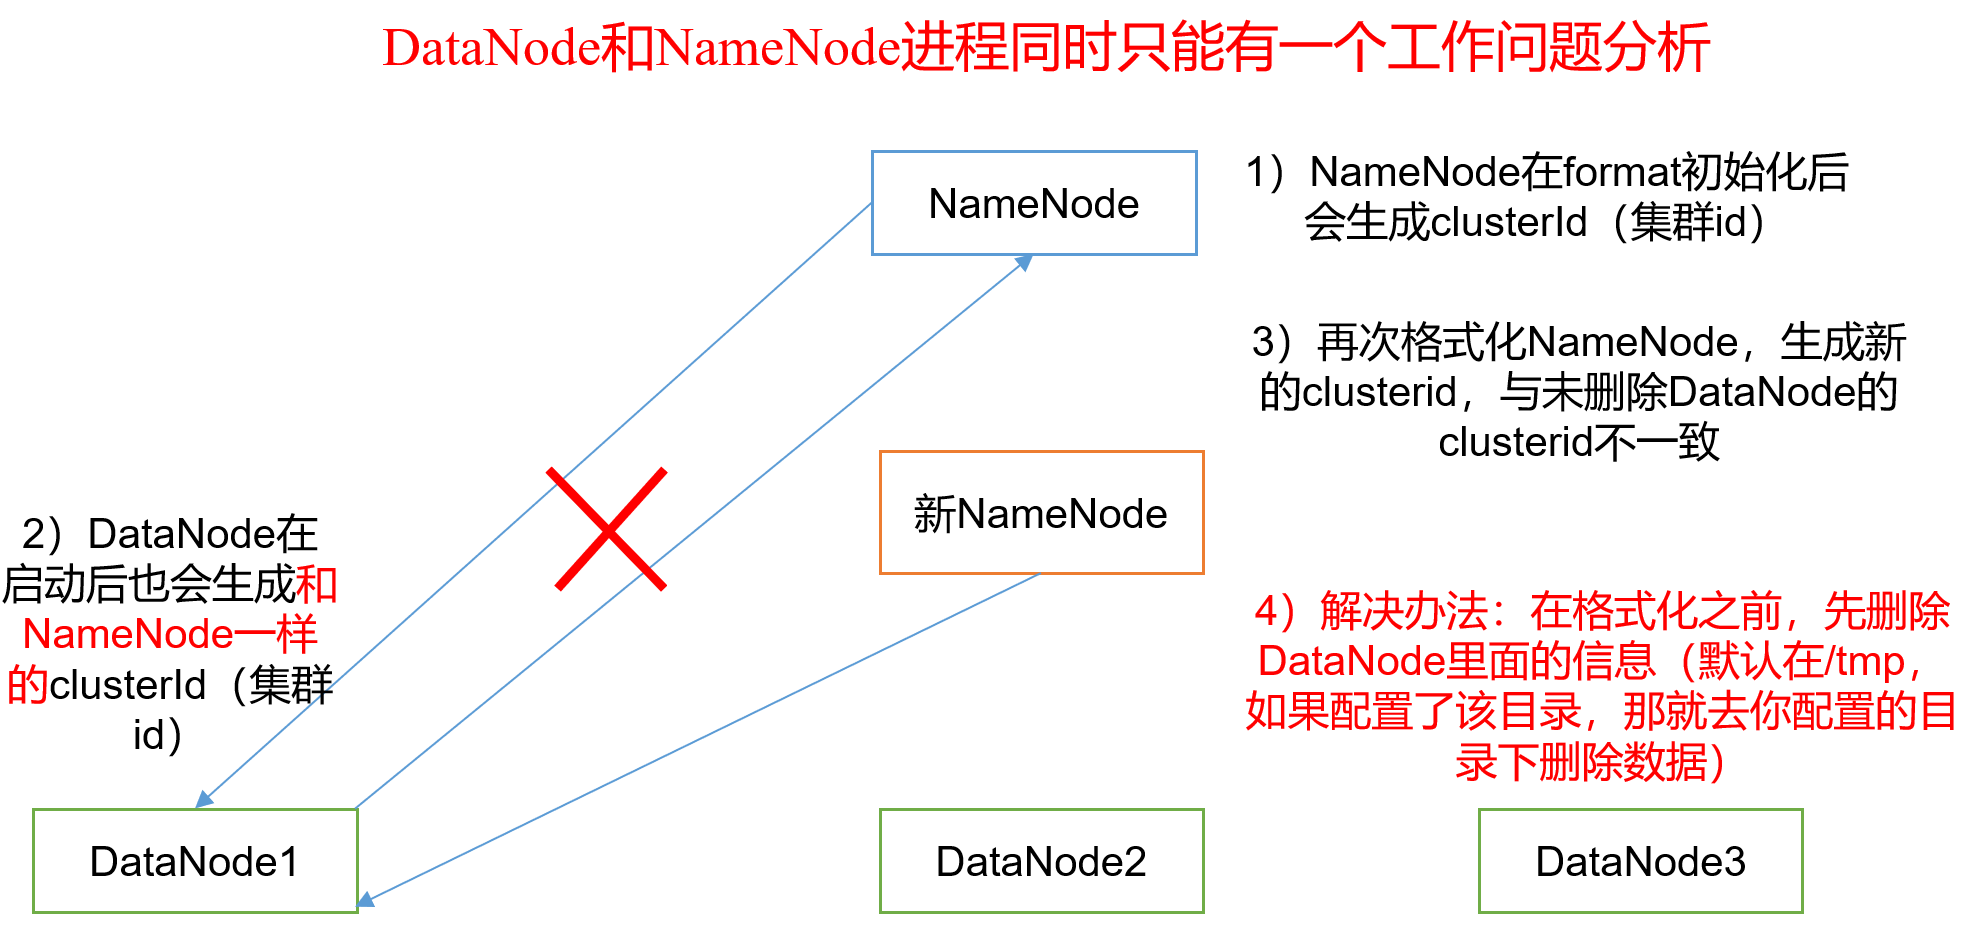 DataNode和NameNode进程同时只能有一个工作问题分析
NameNode
1）NameNode在format初始化后
会生成clusterId（集群id）
3）再次格式化NameNode，生成新
的clusterid，与未删除DataNode的
clusterid不一致
新NameNode
2）DataNode在
启动后也会生成和
NameNode一样
的clusterId（集群
id）
4）解决办法：在格式化之前，先删除
DataNode里面的信息（默认在/tmp，
如果配置了该目录，那就去你配置的目
录下删除数据）
DataNode1
DataNode2
DataNode3